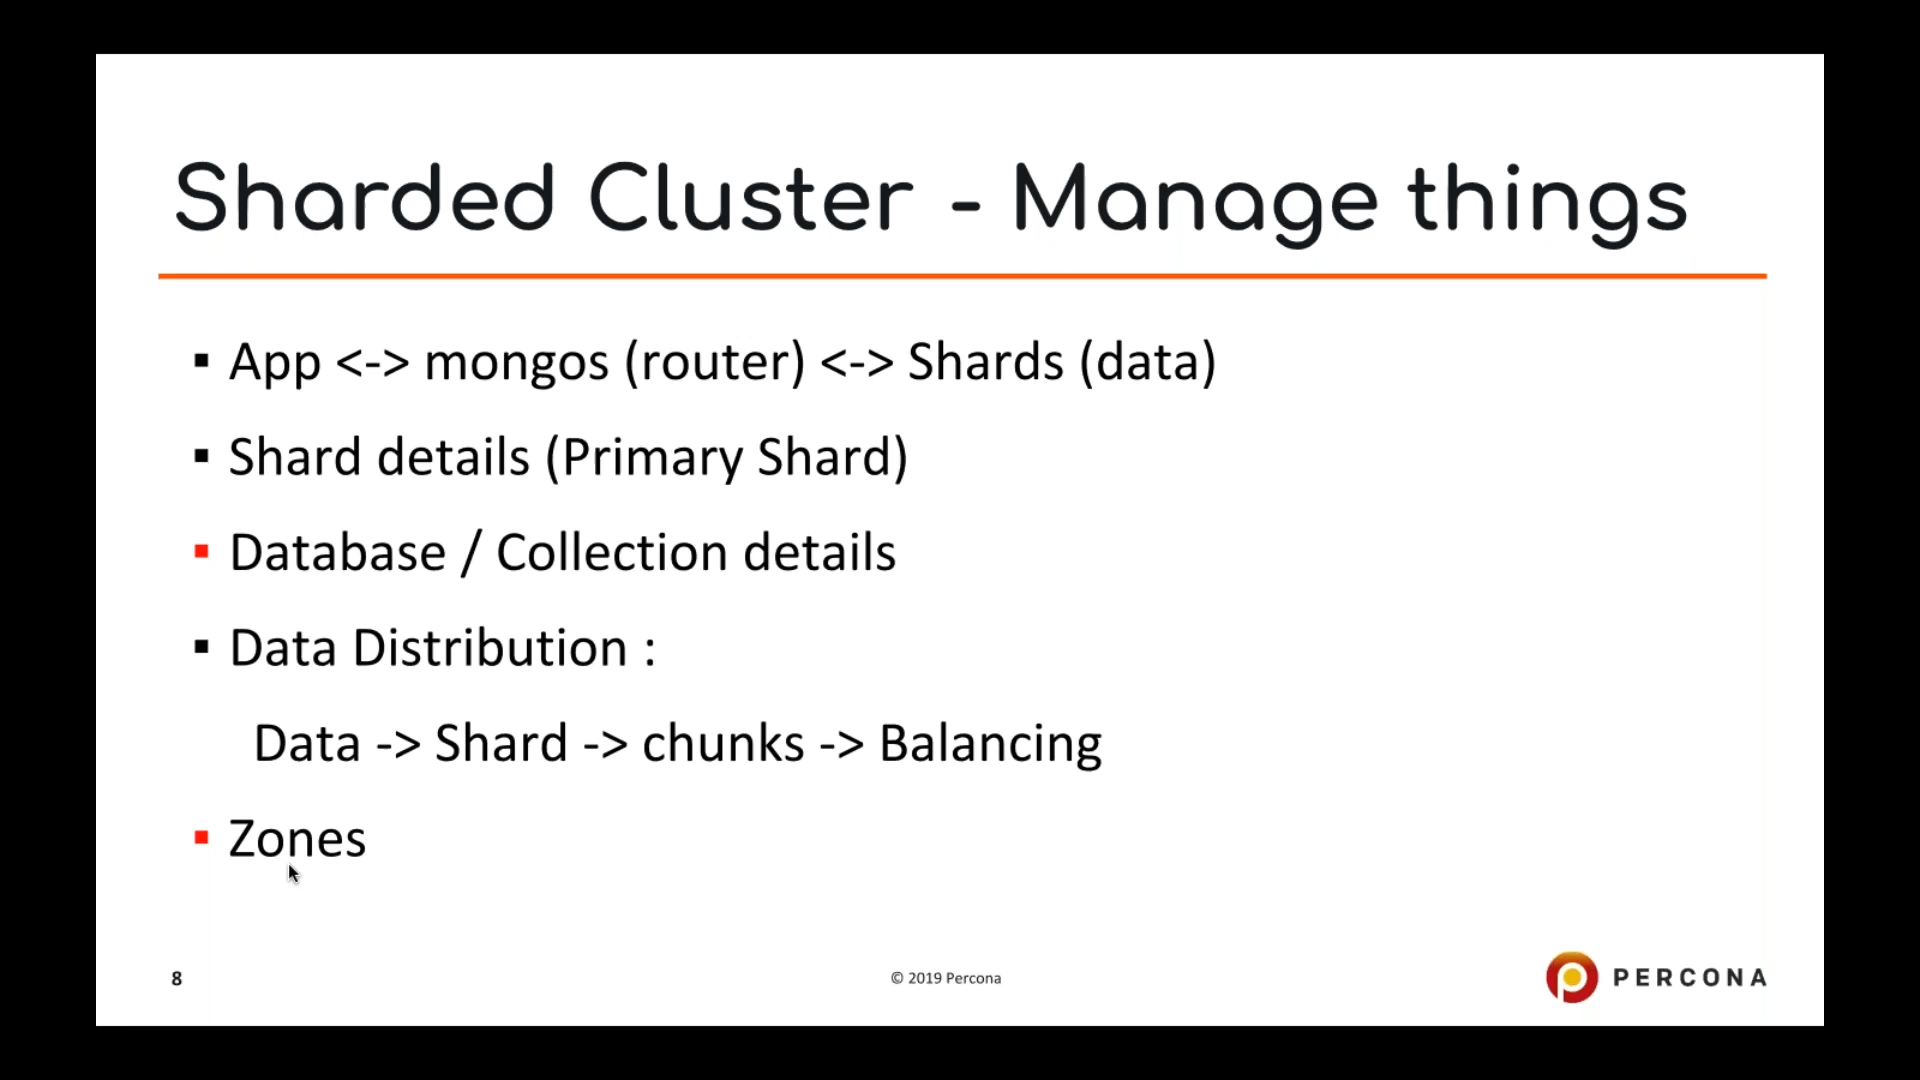 Sharded Cluster - Manage things
▪ App <-> mongos (router) <-> Shards (data)
▪ Shard details (Primary Shard)
▪ Database / Collection details
▪ Data Distribution :
Data -> Shard -> chunks -> Balancing
▪ Zones
8
© 2019 Percona
PERCONA